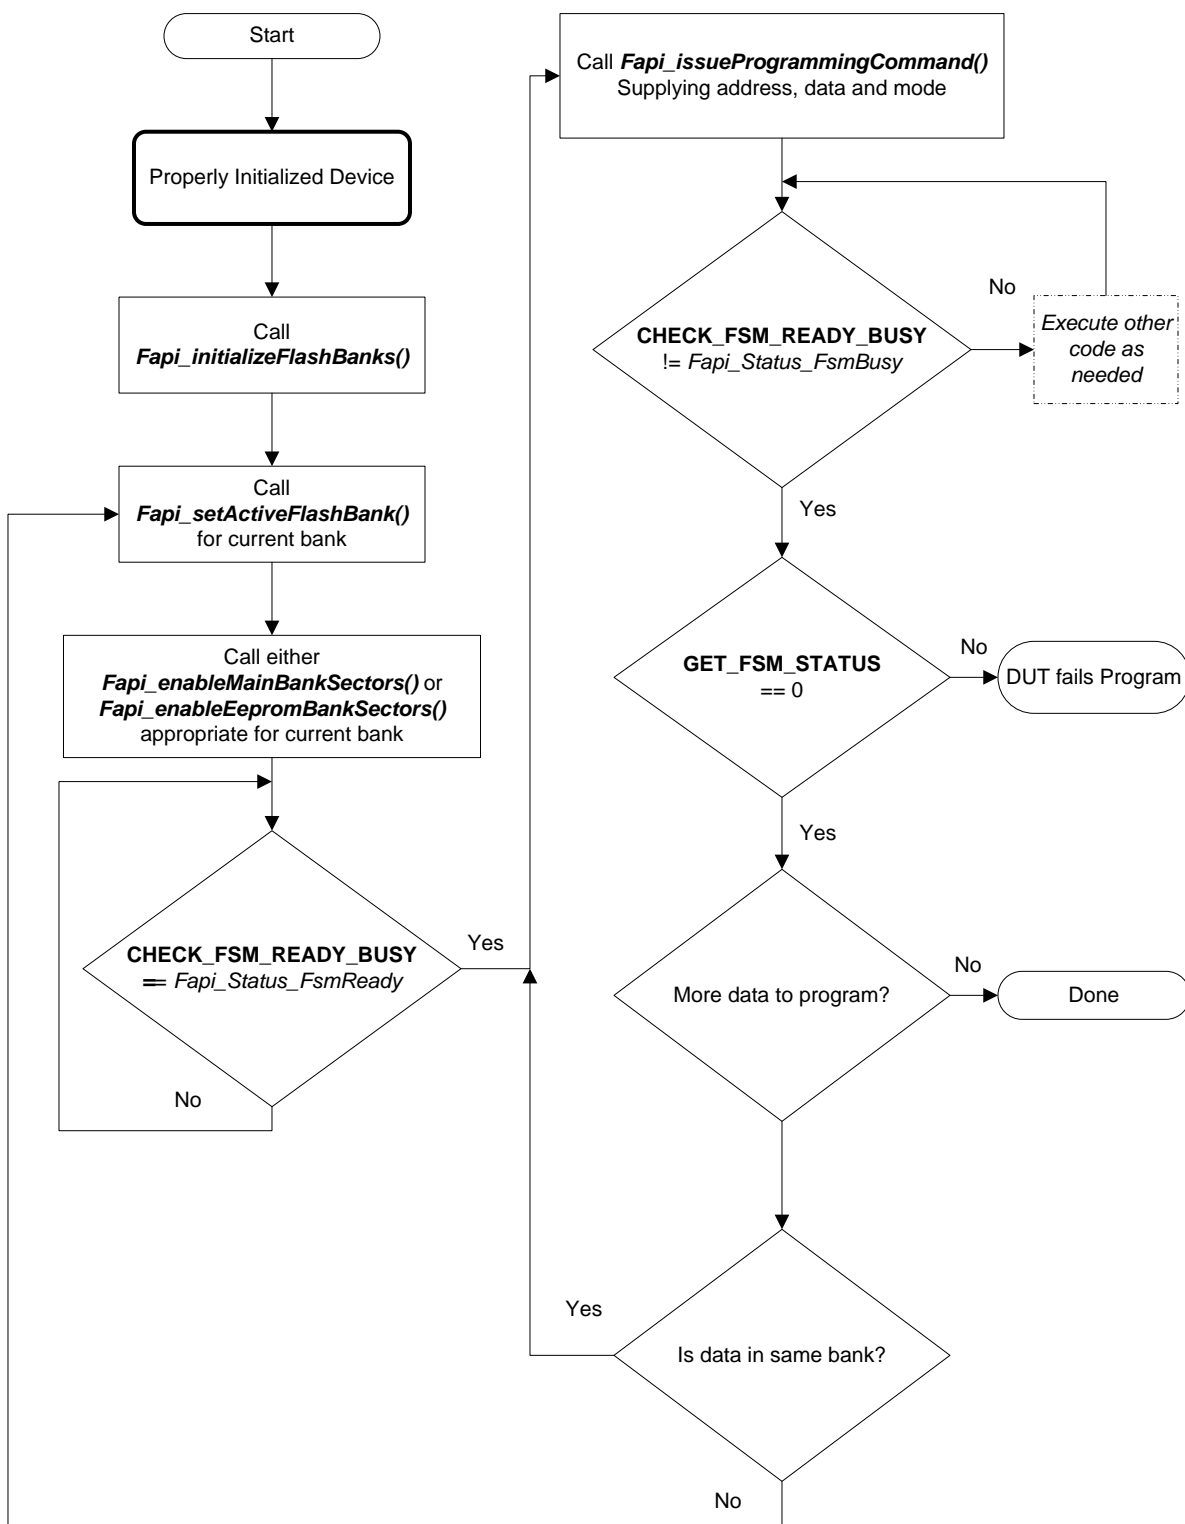 Start
Properly Initialized Device
Call
Fapi_initializeFlashBanks()
Call
Fapi_setActiveFlashBank()
for current bank
Call either
Fapi_enableMainBankSectors() or
Fapi_enableEepromBankSectors()
appropriate for current bank
CHECK_FSM_READY_BUSY
== Fapi_Status_FsmReady
Yes
No
Call Fapi_issueProgrammingCommand()
Supplying address, data and mode
CHECK_FSM_READY_BUSY
!= Fapi_Status_FsmBusy
No
Execute other
code as
needed
Yes
GET_FSM_STATUS
== 0
No
DUT fails Program
Yes
More data to program?
No
Done
Is data in same bank?
Yes
No